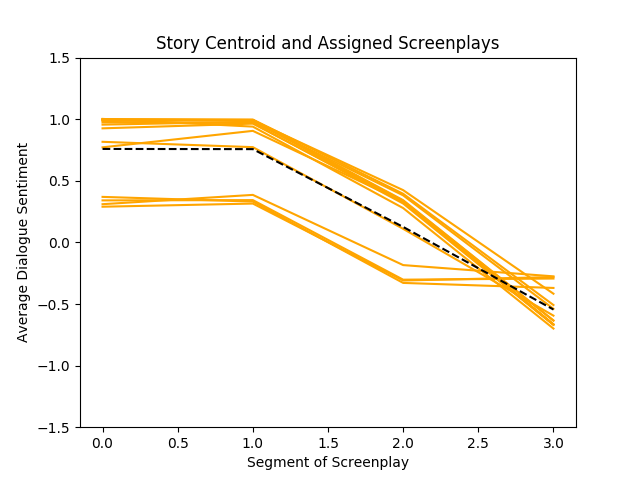 Story Centroid and Assigned Screenplays
1.5
1.0
0.5
0.0
−0.5
−1.0
−1.5
Average Dialogue Sentiment
0.0 0.5 1.0 1.5 2.0 2.5 3.0
Segment of Screenplay